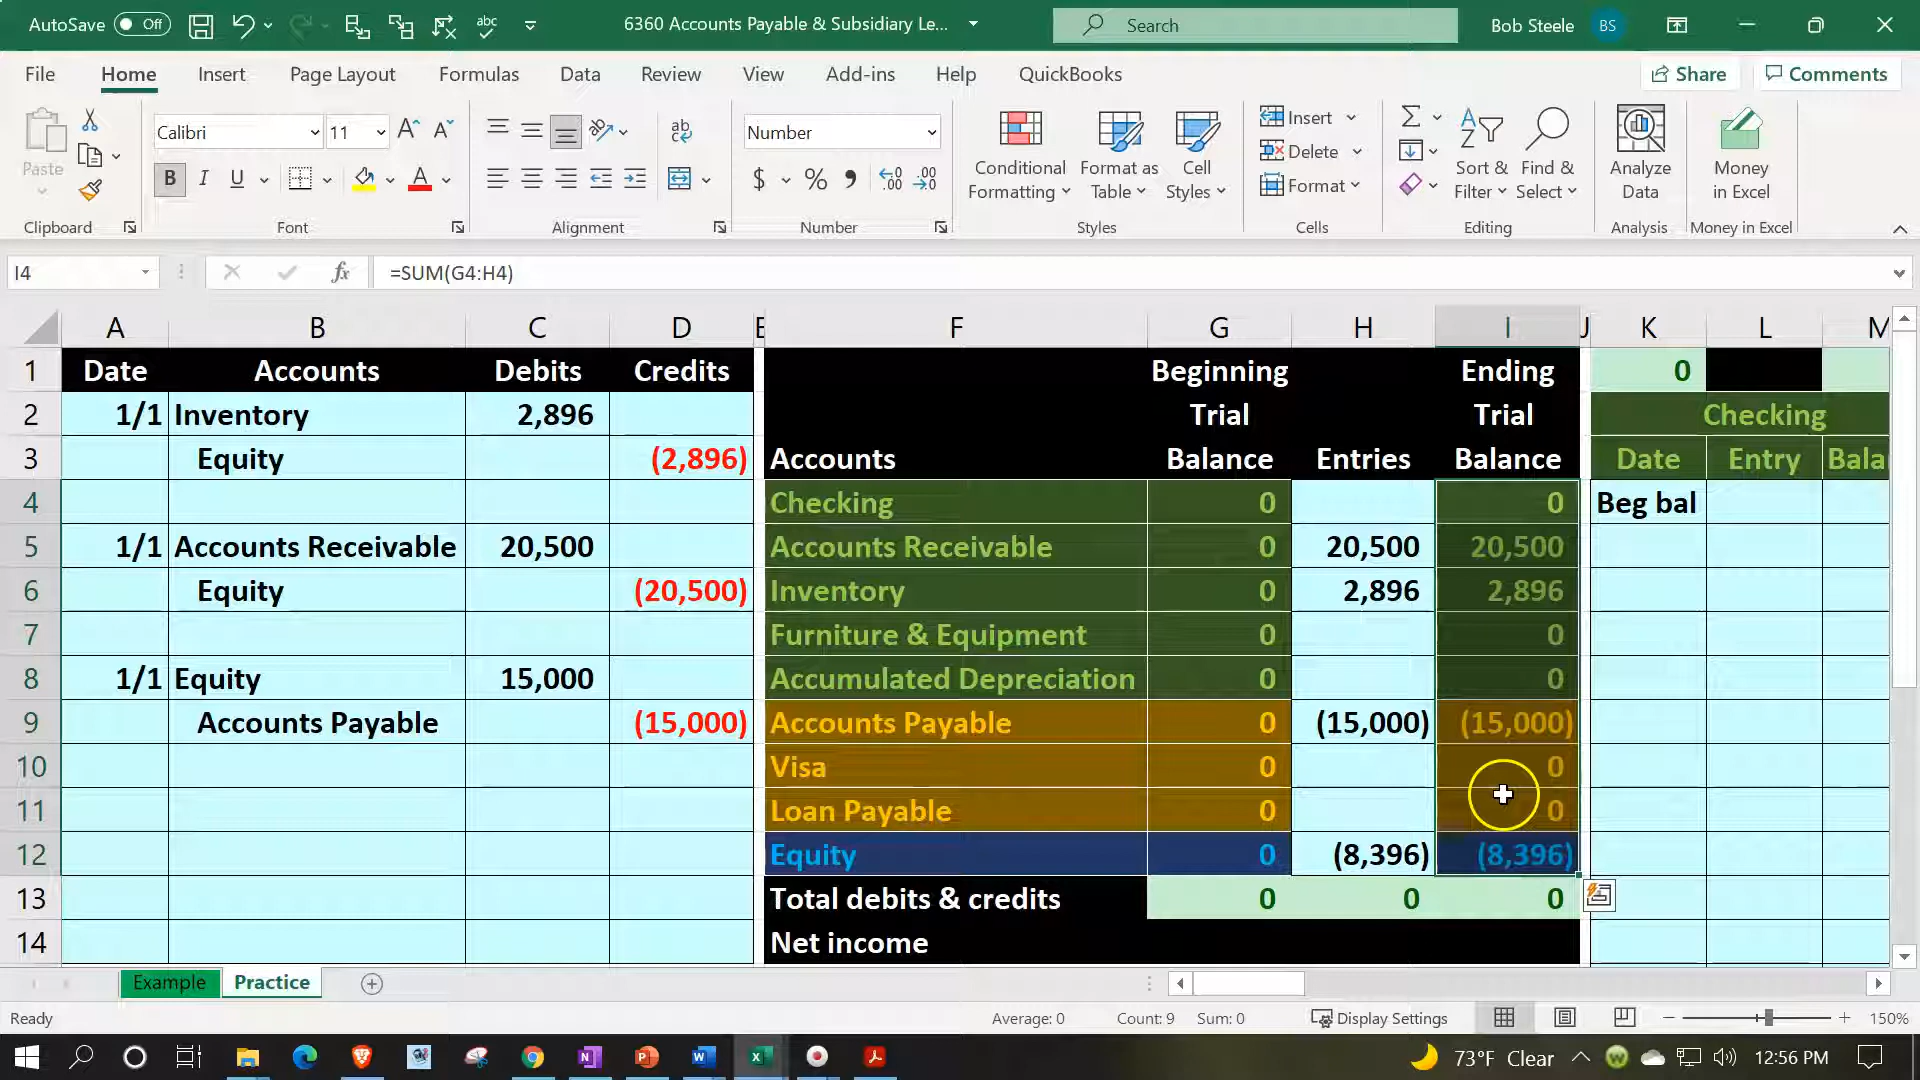 AutoSave Off 6360 Accounts Payable & Subsidiary Le... Search Bob Steele BS
File Home Insert Page Layout Formulas Data Review View Add-ins Help QuickBooks Share Comments
Paste Calibri 11 ab Number Conditional Formatting Format as Table Cell Styles Insert Delete Format Sort & Filter Find & Select Analyze Data Money in Excel
Clipboard Font Alignment Number Styles Cells Editing Analysis Money in Excel
I4 fx =SUM(G4:H4)
A B C D E F G H I J K L M
1 Date Accounts Debits Credits Beginning Ending 0
2 1/1 Inventory 2,896 Trial Trial Checking
3 Equity (2,896) Accounts Balance Entries Balance Date Entry Bala
4 Checking 0 0 Beg bal
5 1/1 Accounts Receivable 20,500 Accounts Receivable 0 20,500 20,500
6 Equity (20,500) Inventory 0 2,896 2,896
7 Furniture & Equipment 0 0
8 1/1 Equity 15,000 Accumulated Depreciation 0 0
9 Accounts Payable (15,000) Accounts Payable 0 (15,000) (15,000)
10 Visa 0 0
11 Loan Payable 0 0
12 Equity 0 (8,396) (8,396)
13 Total debits & credits 0 0 0
14 Net income
Example Practice
Ready Average: 0 Count: 9 Sum: 0 Display Settings 150%
73°F Clear 12:56 PM